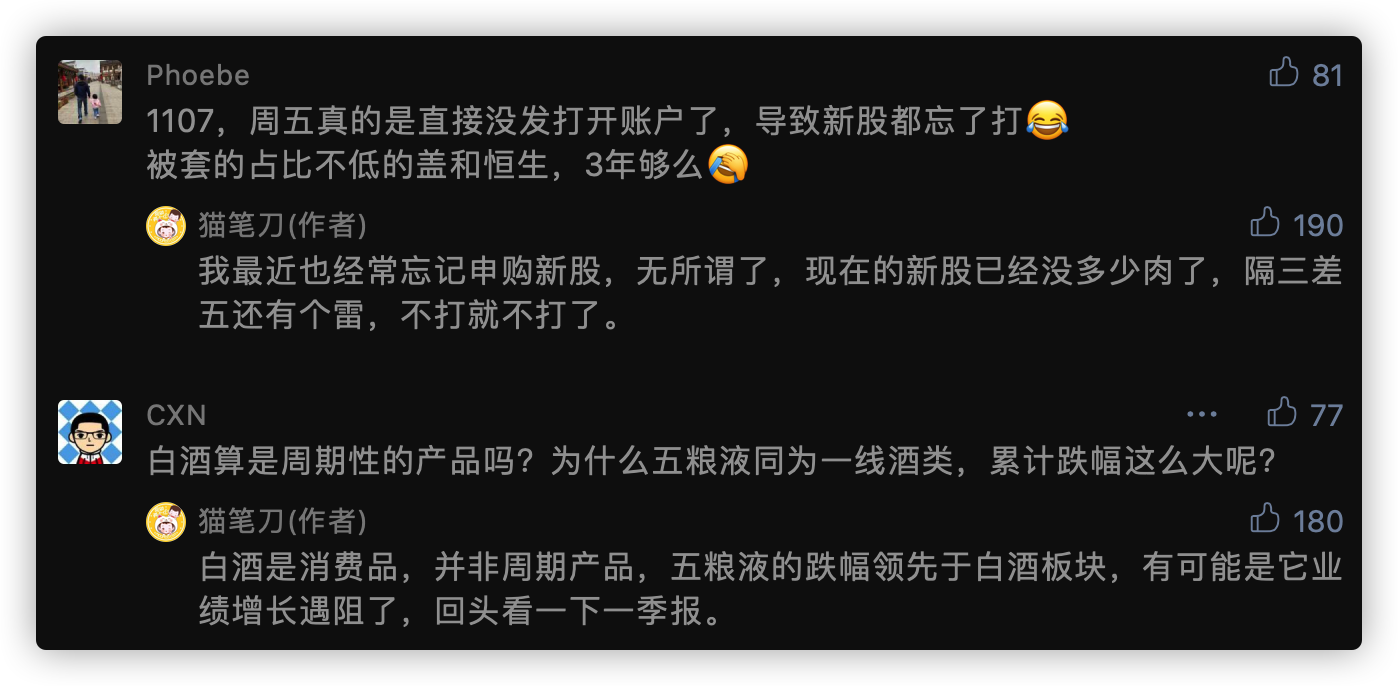 Phoebe
81
1107，周五真的是直接没发打开账户了，导致新股都忘了打😂
被套的占比不低的盖和恒生，3年够么🤦
猫笔刀(作者)
190
我最近也经常忘记申购新股，无所谓了，现在的新股已经没多少肉了，隔三差
五还有个雷，不打就不打了。
CXN
77
白酒算是周期性的产品吗？为什么五粮液同为一线酒类，累计跌幅这么大呢？
猫笔刀(作者)
180
白酒是消费品，并非周期产品，五粮液的跌幅领先于白酒板块，有可能是它业
绩增长遇阻了，回头看一下一季报。